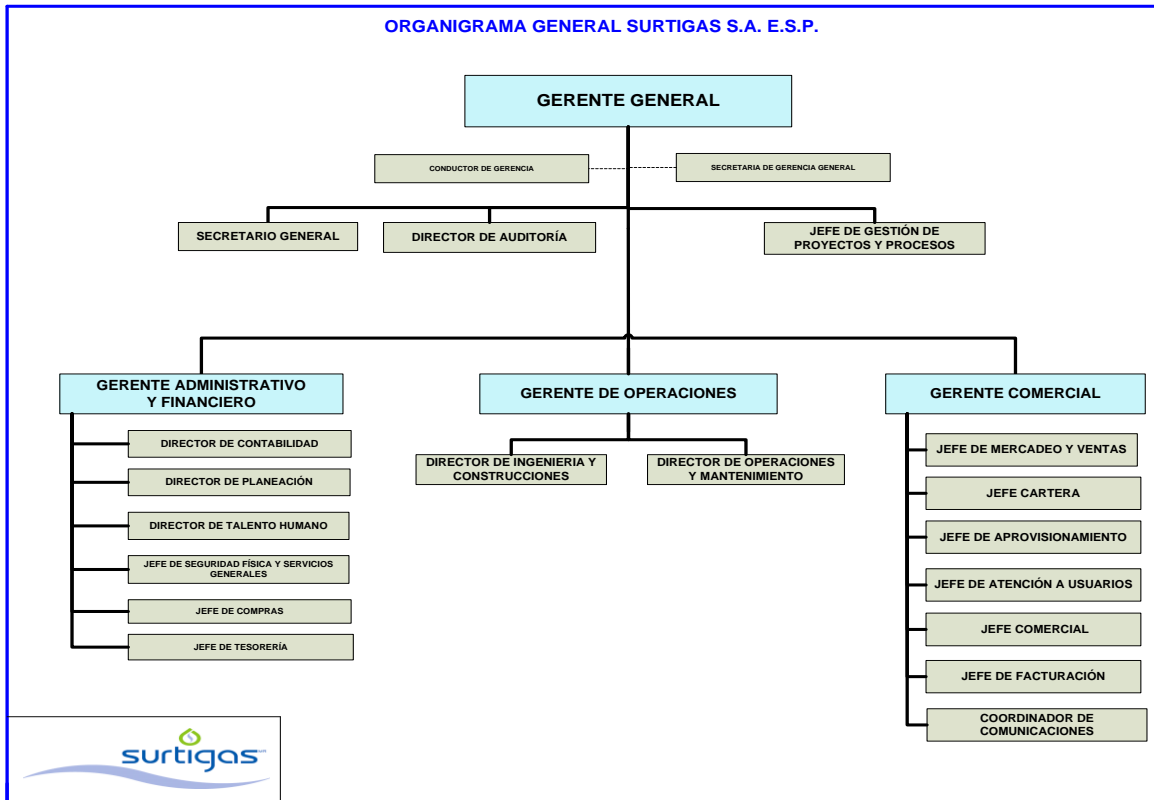 ORGANIGRAMA GENERAL SURTIGAS S.A. E.S.P.
GERENTE GENERAL
CONDUCTOR DE GERENCIA
SECRETARIA DE GERENCIA GENERAL
SECRETARIO GENERAL
DIRECTOR DE AUDITORÍA
JEFE DE GESTIÓN DE
PROYECTOS Y PROCESOS
GERENTE ADMINISTRATIVO
Y FINANCIERO
DIRECTOR DE CONTABILIDAD
DIRECTOR DE PLANEACIÓN
DIRECTOR DE TALENTO HUMANO
JEFE DE SEGURIDAD FÍSICA Y SERVICIOS
GENERALES
JEFE DE COMPRAS
JEFE DE TESORERÍA
GERENTE DE OPERACIONES
DIRECTOR DE INGENIERIA Y
CONSTRUCCIONES
DIRECTOR DE OPERACIONES
Y MANTENIMIENTO
GERENTE COMERCIAL
JEFE DE MERCADEO Y VENTAS
JEFE CARTERA
JEFE DE APROVISIONAMIENTO
JEFE DE ATENCIÓN A USUARIOS
JEFE COMERCIAL
JEFE DE FACTURACIÓN
COORDINADOR DE
COMUNICACIONES
surtigas